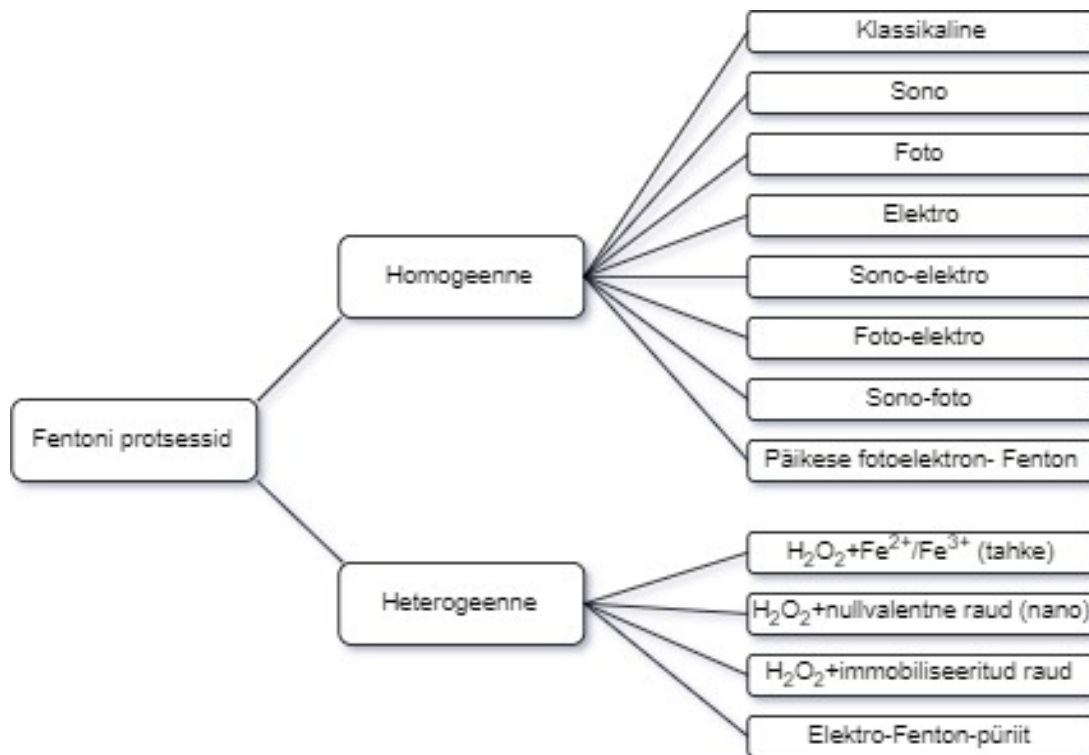 Fentoni protsessid
Homogeenne
Klassikaline
Sono
Foto
Elektro
Sono-elektro
Foto-elektro
Sono-foto
Päikese fotoelektron- Fenton
Heterogeenne
H₂O₂+Fe²⁺/Fe³⁺ (tahke)
H₂O₂+nullvalentne raud (nano)
H₂O₂+immobiliseeritud raud
Elektro-Fenton-püriit